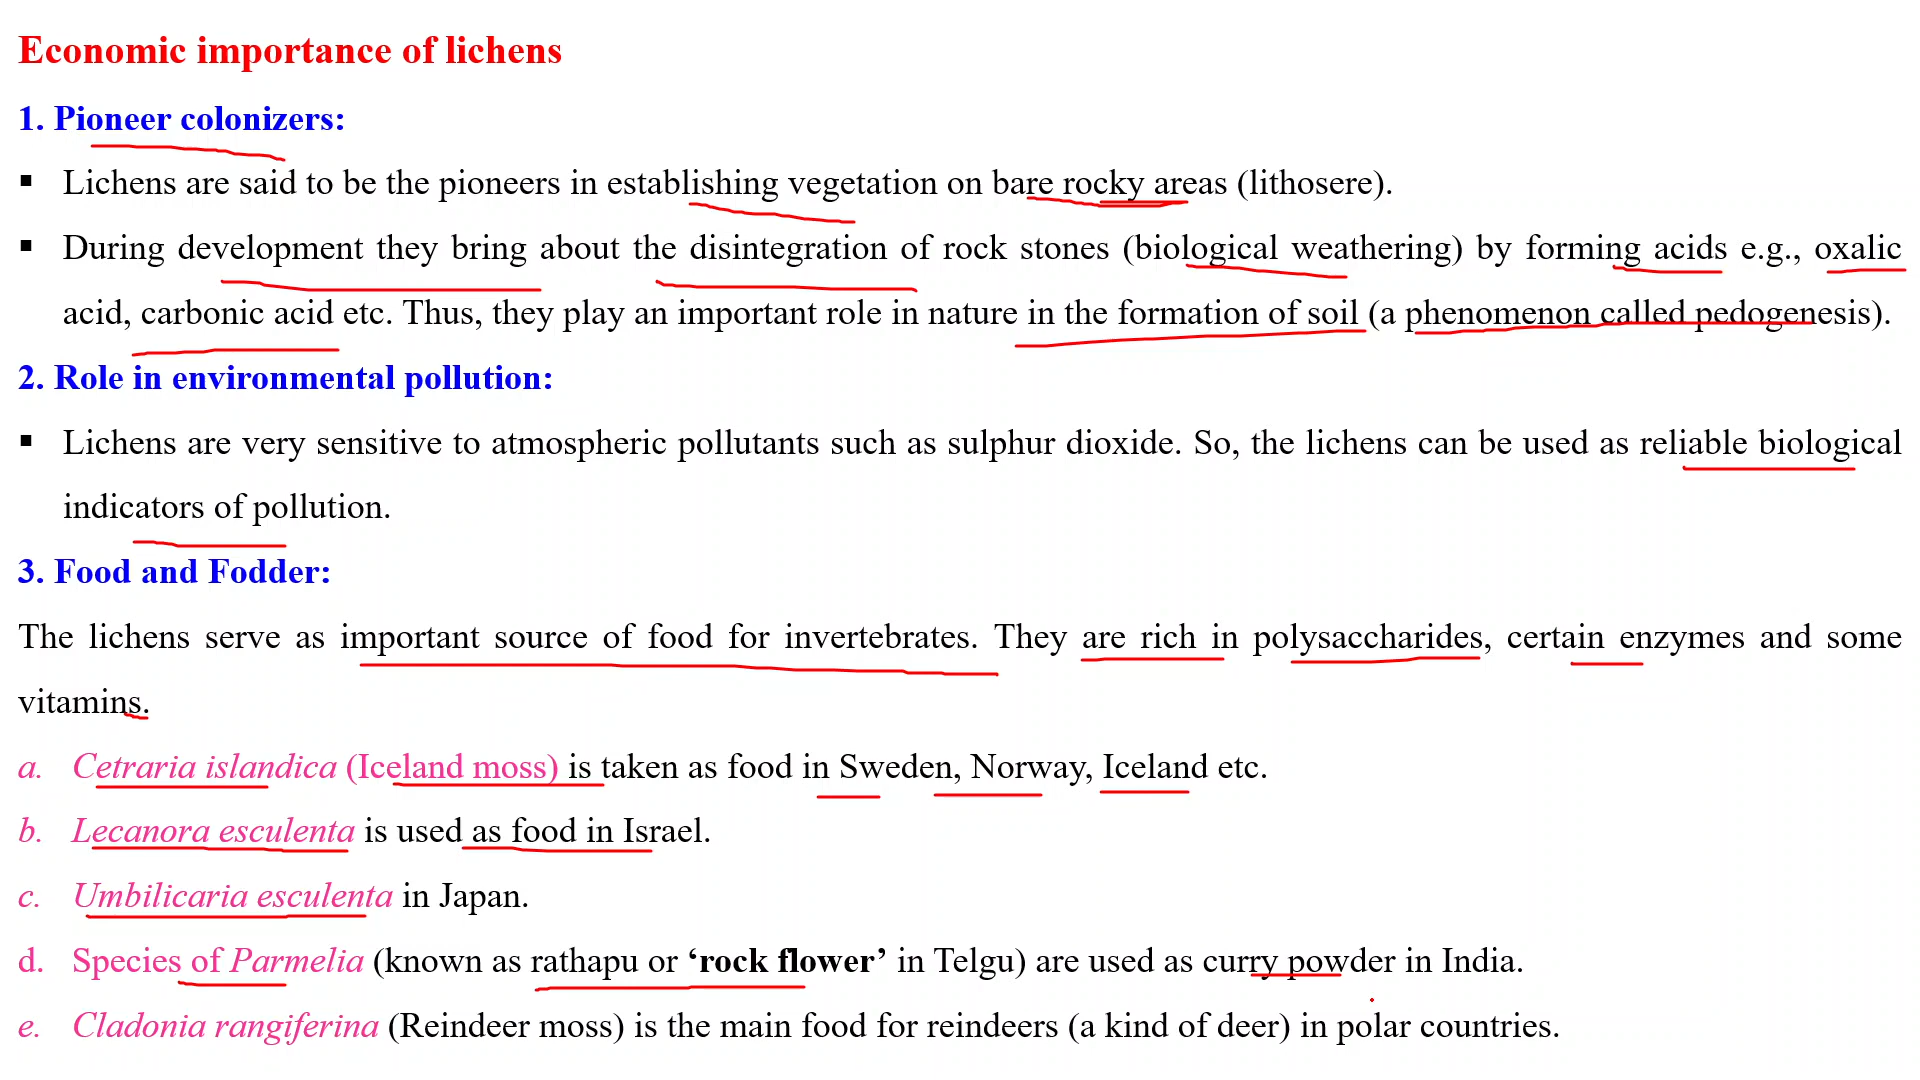 Economic importance of lichens
1. Pioneer colonizers:
▪ Lichens are said to be the pioneers in establishing vegetation on bare rocky areas (lithosere).
▪ During development they bring about the disintegration of rock stones (biological weathering) by forming acids e.g., oxalic
acid, carbonic acid etc. Thus, they play an important role in nature in the formation of soil (a phenomenon called pedogenesis).
2. Role in environmental pollution:
▪ Lichens are very sensitive to atmospheric pollutants such as sulphur dioxide. So, the lichens can be used as reliable biological
indicators of pollution.
3. Food and Fodder:
The lichens serve as important source of food for invertebrates. They are rich in polysaccharides, certain enzymes and some
vitamins.
a. Cetraria islandica (Iceland moss) is taken as food in Sweden, Norway, Iceland etc.
b. Lecanora esculenta is used as food in Israel.
c. Umbilicaria esculenta in Japan.
d. Species of Parmelia (known as rathapu or ‘rock flower’ in Telgu) are used as curry powder in India.
e. Cladonia rangiferina (Reindeer moss) is the main food for reindeers (a kind of deer) in polar countries.